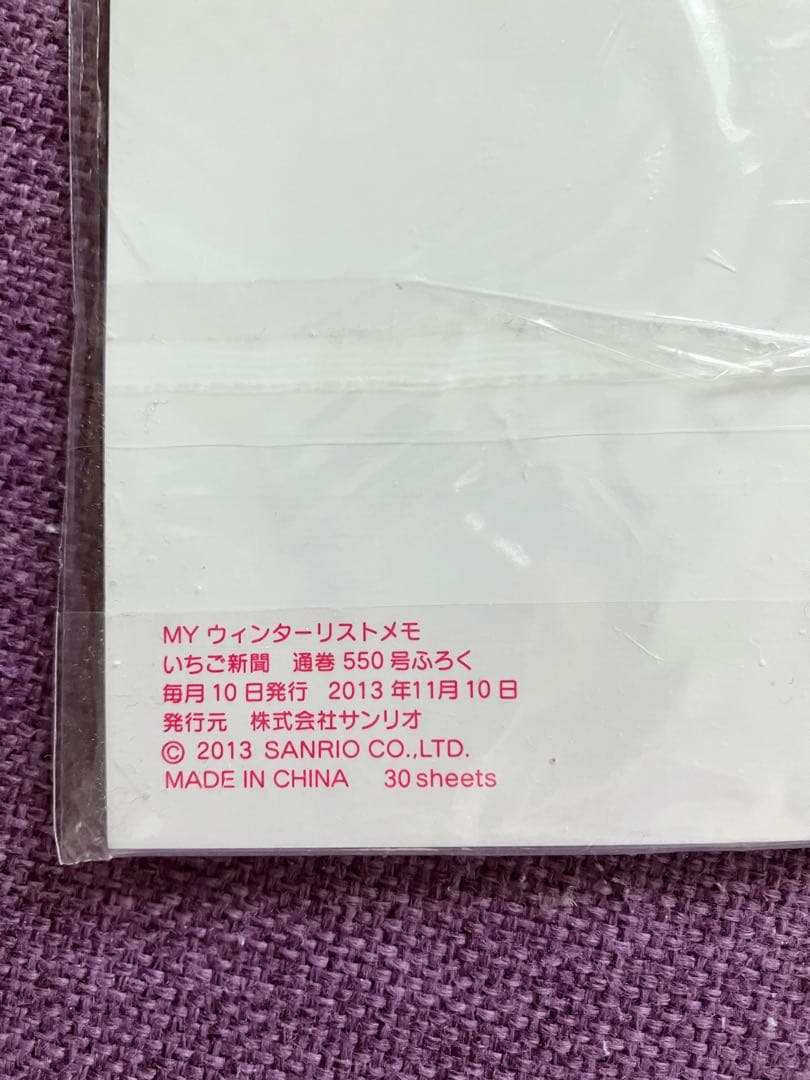 MY ウィンターリストメモ
いちご新聞　通巻 550 号ふろく
毎月 10 日発行　2013 年11月 10 日
発行元　株式会社サンリオ
© 2013 SANRIO CO.,LTD.
MADE IN CHINA　30 sheets